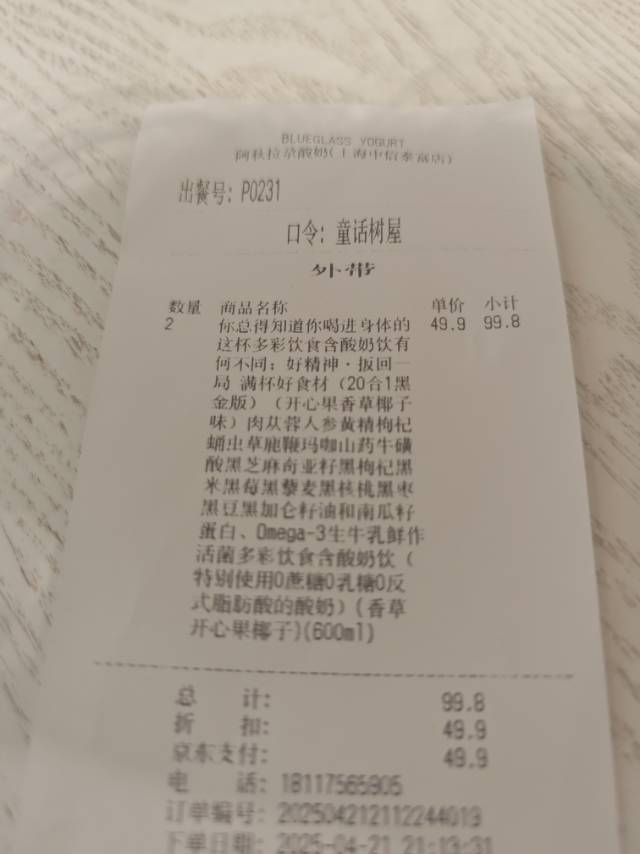 BLUEGLASS YOGURT
阿秋拉尕酸奶(上海中信泰富店)
出餐号: P0231
口令: 童话树屋
外带
数量 商品名称 单价 小计
2 你总得知道你喝进身体的 49.9 99.8
这杯多彩饮食含酸奶饮有
何不同: 好精神·扳回一
局 满杯好食材（20合1黑
金版）（开心果香草椰子
味）肉苁蓉人参黄精枸杞
蛹虫草鹿鞭玛咖山药牛磺
酸黑芝麻奇亚籽黑枸杞黑
米黑莓黑藜麦黑核桃黑枣
黑豆黑加仑籽油和南瓜籽
蛋白、Omega-3生牛乳鲜作
活菌多彩饮食含酸奶饮（
特别使用0蔗糖0乳糖0反
式脂肪酸的酸奶）(香草
开心果椰子)(600ml)
总 计: 99.8
折 扣: 49.9
京东支付: 49.9
电 话: 18117565905
订单编号: 202504212112244019
下单日期: 2025-04-21 21:13:31